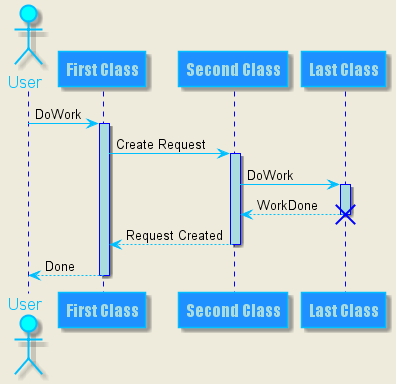 User
First Class
Second Class
Last Class
DoWork
Create Request
DoWork
WorkDone
Request Created
Done
User
First Class
Second Class
Last Class